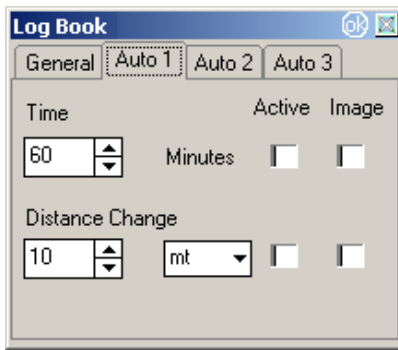 Log Book ok
General Auto 1 Auto 2 Auto 3
Time Active Image
60 Minutes
Distance Change
10 mt